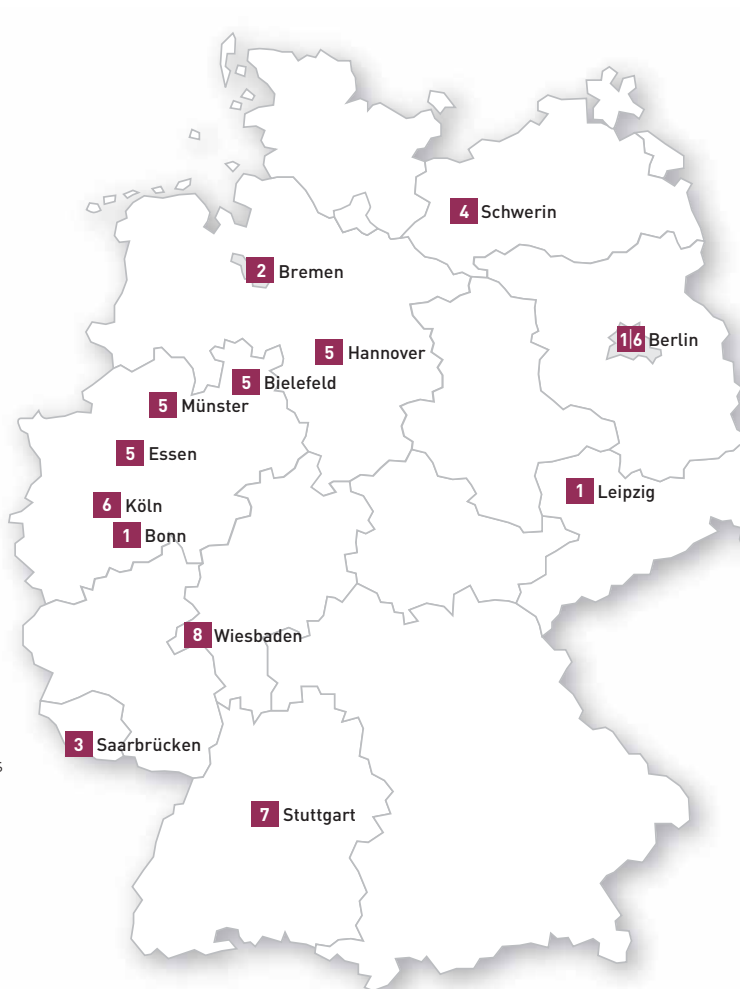 4 Schwerin
2 Bremen
1|6 Berlin
5 Hannover
5 Bielefeld
5 Münster
5 Essen
1 Leipzig
6 Köln
1 Bonn
8 Wiesbaden
3 Saarbrücken
s
7 Stuttgart